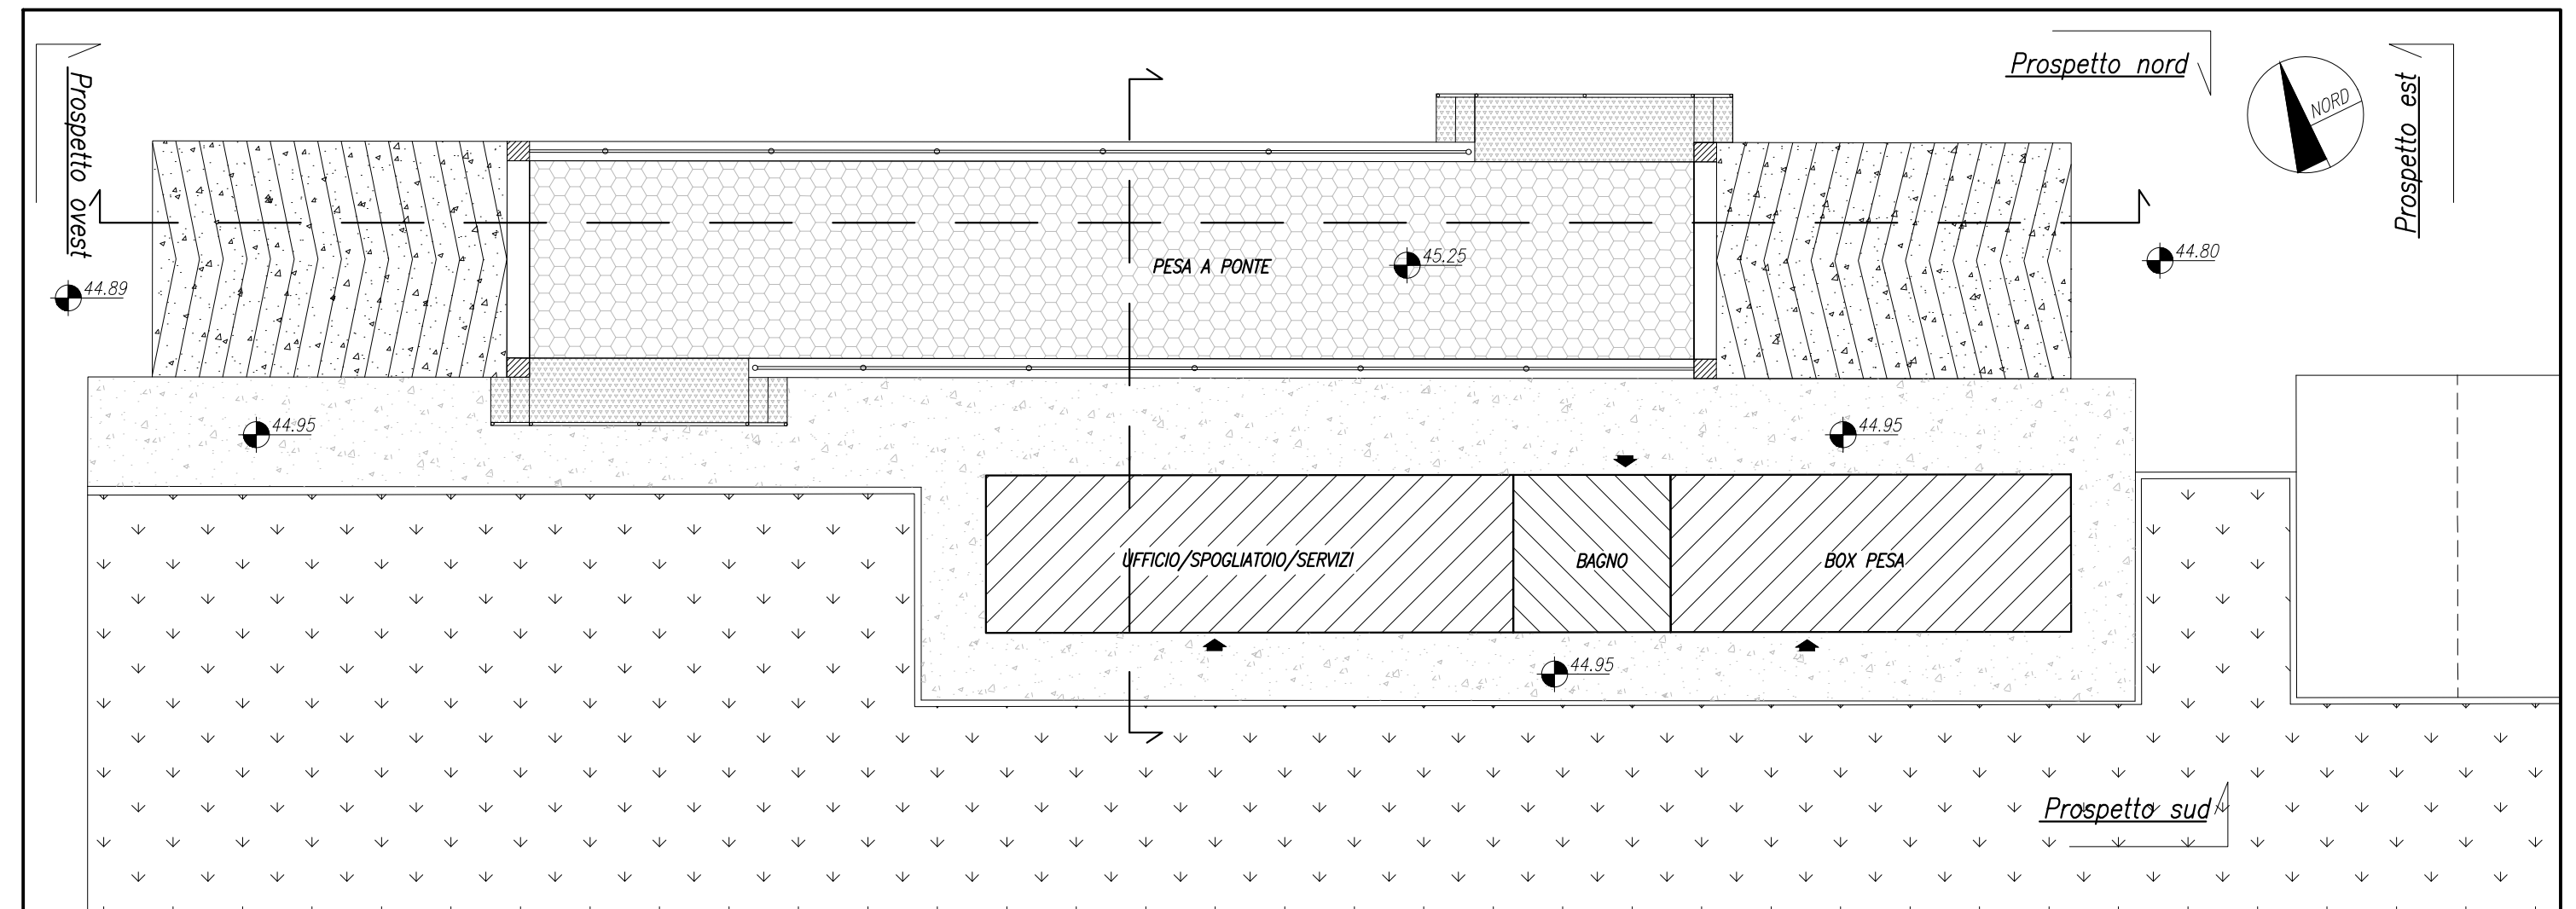 Prospetto nord
Prospetto est
NORD
Prospetto ovest
45.25
44.80
PESA A PONTE
44.89
44.95
44.95
UFFICIO/SPOGLIATOIO/SERVIZI
BAGNO
BOX PESA
44.95
Prospetto sud